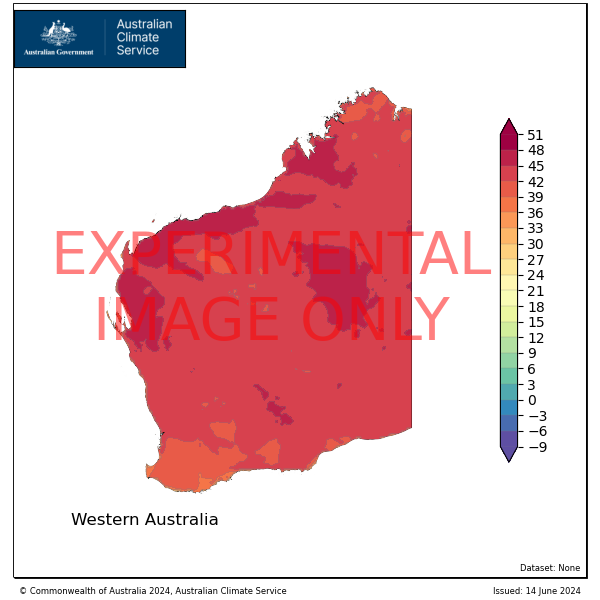 Australian Government
Australian
Climate
Service
EXPERIMENTAL
IMAGE ONLY
51
48
45
42
39
36
33
30
27
24
21
18
15
12
9
6
3
0
−3
−6
−9
Western Australia
Dataset: None
© Commonwealth of Australia 2024, Australian Climate Service
Issued: 14 June 2024